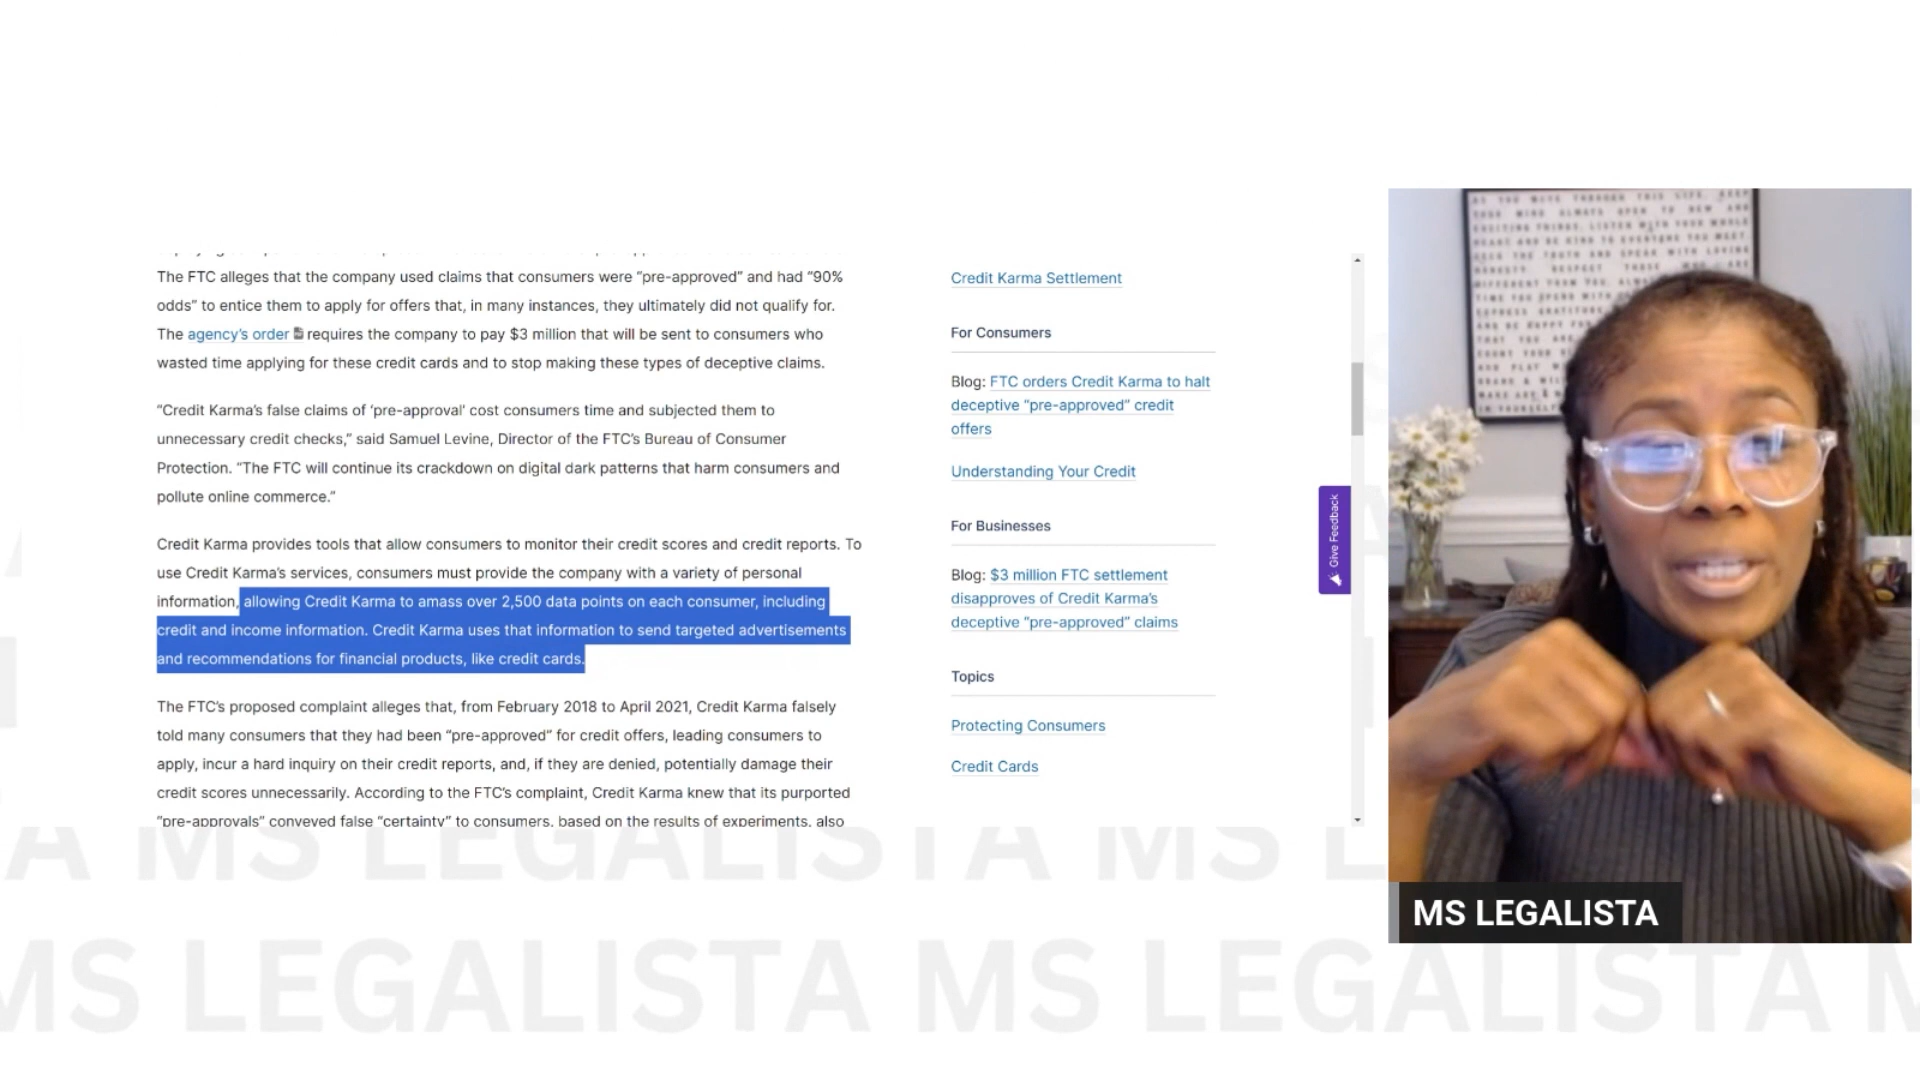 The FTC alleges that the company used claims that consumers were “pre-approved” and had “90%
odds” to entice them to apply for offers that, in many instances, they ultimately did not qualify for.
The agency’s order requires the company to pay $3 million that will be sent to consumers who
wasted time applying for these credit cards and to stop making these types of deceptive claims.
“Credit Karma’s false claims of ‘pre-approval’ cost consumers time and subjected them to
unnecessary credit checks,” said Samuel Levine, Director of the FTC’s Bureau of Consumer
Protection. “The FTC will continue its crackdown on digital dark patterns that harm consumers and
pollute online commerce.”
Credit Karma provides tools that allow consumers to monitor their credit scores and credit reports. To
use Credit Karma’s services, consumers must provide the company with a variety of personal
information, allowing Credit Karma to amass over 2,500 data points on each consumer, including
credit and income information. Credit Karma uses that information to send targeted advertisements
and recommendations for financial products, like credit cards.
The FTC’s proposed complaint alleges that, from February 2018 to April 2021, Credit Karma falsely
told many consumers that they had been “pre-approved” for credit offers, leading consumers to
apply, incur a hard inquiry on their credit reports, and, if they are denied, potentially damage their
credit scores unnecessarily. According to the FTC’s complaint, Credit Karma knew that its purported
“pre-approvals” conveyed false “certainty” to consumers, based on the results of experiments, also
Credit Karma Settlement
For Consumers
Blog: FTC orders Credit Karma to halt
deceptive “pre-approved” credit
offers
Understanding Your Credit
For Businesses
Blog: $3 million FTC settlement
disapproves of Credit Karma’s
deceptive “pre-approved” claims
Topics
Protecting Consumers
Credit Cards
Give Feedback
MS LEGALISTA
A MS LEGALISTA MS L
MS LEGALISTA MS LEGALISTA M